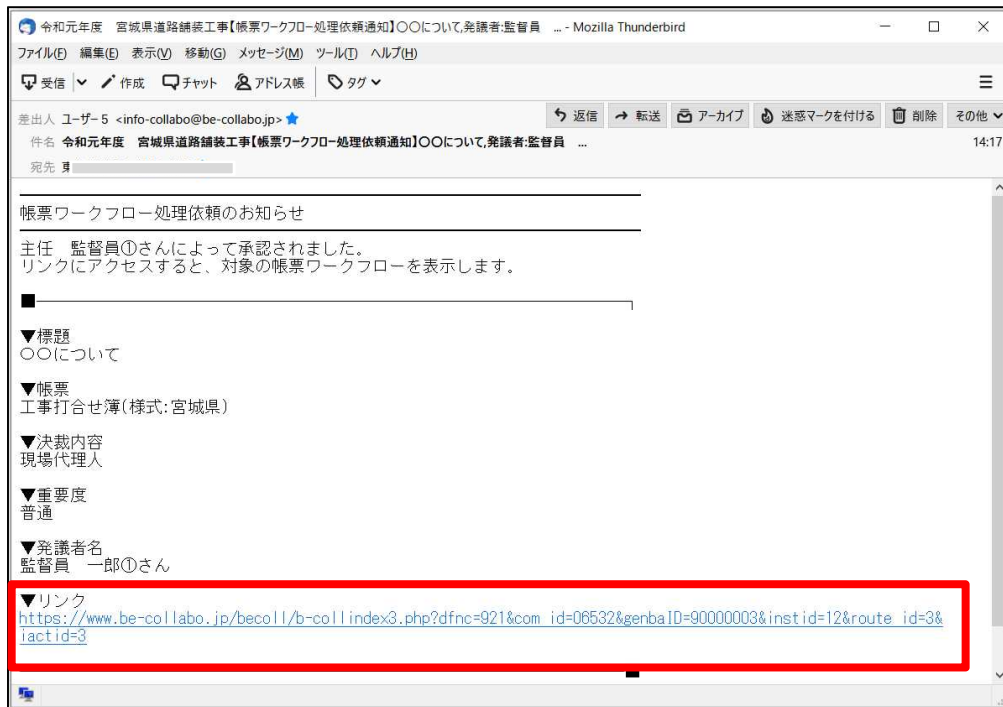 令和元年度　宮城県道路舗装工事【帳票ワークフロー処理依頼通知】〇〇について,発議者:監督員　... - Mozilla Thunderbird
ファイル(F) 編集(E) 表示(V) 移動(G) メッセージ(M) ツール(T) ヘルプ(H)
受信 作成 チャット アドレス帳 タグ
差出人 ユーザー5 <info-collabo@be-collabo.jp> 返信 転送 アーカイブ 迷惑マークを付ける 削除 その他
件名 令和元年度　宮城県道路舗装工事【帳票ワークフロー処理依頼通知】〇〇について,発議者:監督員　... 14:17
宛先 東
帳票ワークフロー処理依頼のお知らせ
主任　監督員①さんによって承認されました。
リンクにアクセスすると、対象の帳票ワークフローを表示します。
▼標題
〇〇について
▼帳票
工事打合せ簿(様式:宮城県)
▼決裁内容
現場代理人
▼重要度
普通
▼発議者名
監督員　一郎①さん
▼リンク
https://www.be-collabo.jp/becoll/b-collindex3.php?dfnc=921&com_id=06532&genbaID=90000003&instid=12&route_id=3&
iactid=3